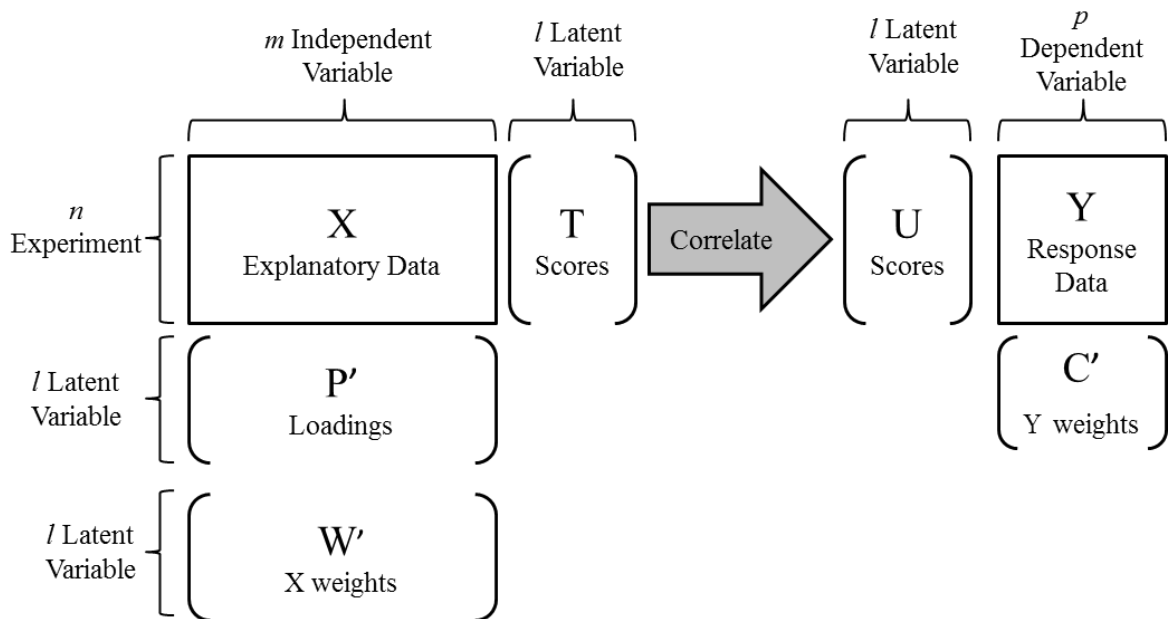 m Independent
Variable
l Latent
Variable
l Latent
Variable
p
Dependent
Variable
n
Experiment
X
Explanatory Data
T
Scores
Correlate
U
Scores
Y
Response
Data
l Latent
Variable
P'
Loadings
C'
Y weights
l Latent
Variable
W'
X weights